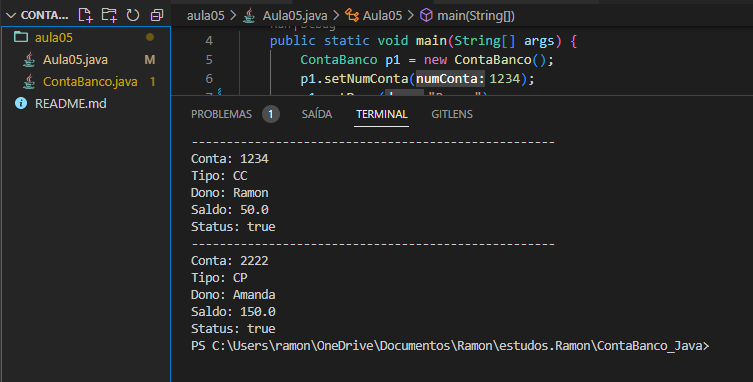 CONTA...
aula05
Aula05.java M
ContaBanco.java 1
README.md
aula05 > Aula05.java > Aula05 > main(String[])
4 public static void main(String[] args) {
5 ContaBanco p1 = new ContaBanco();
6 p1.setNumConta(numConta:1234);
PROBLEMAS 1 SAÍDA TERMINAL GITLENS
----------------------------------------------------
Conta: 1234
Tipo: CC
Dono: Ramon
Saldo: 50.0
Status: true
----------------------------------------------------
Conta: 2222
Tipo: CP
Dono: Amanda
Saldo: 150.0
Status: true
PS C:\Users\ramon\OneDrive\Documentos\Ramon\estudos.Ramon\ContaBanco_Java>